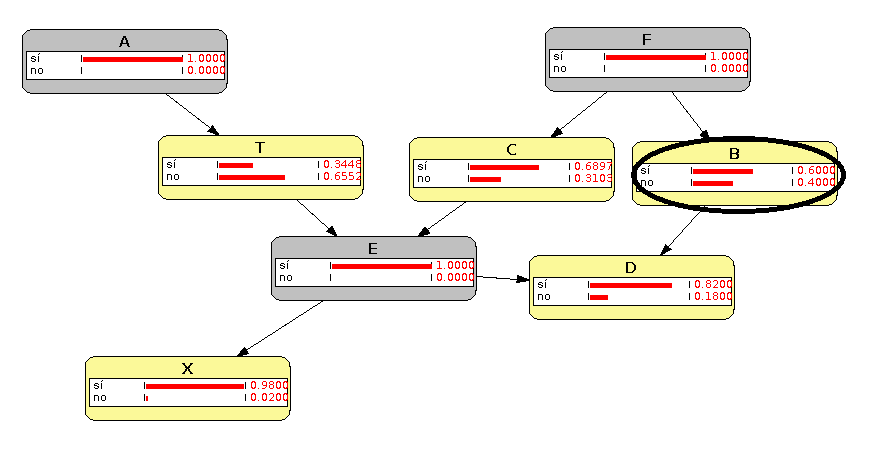 A
sí 1.0000
no 0.0000
F
sí 1.0000
no 0.0000
T
sí 0.3448
no 0.6552
C
sí 0.6897
no 0.3103
B
sí 0.6000
no 0.4000
E
sí 1.0000
no 0.0000
D
sí 0.8200
no 0.1800
X
sí 0.9800
no 0.0200